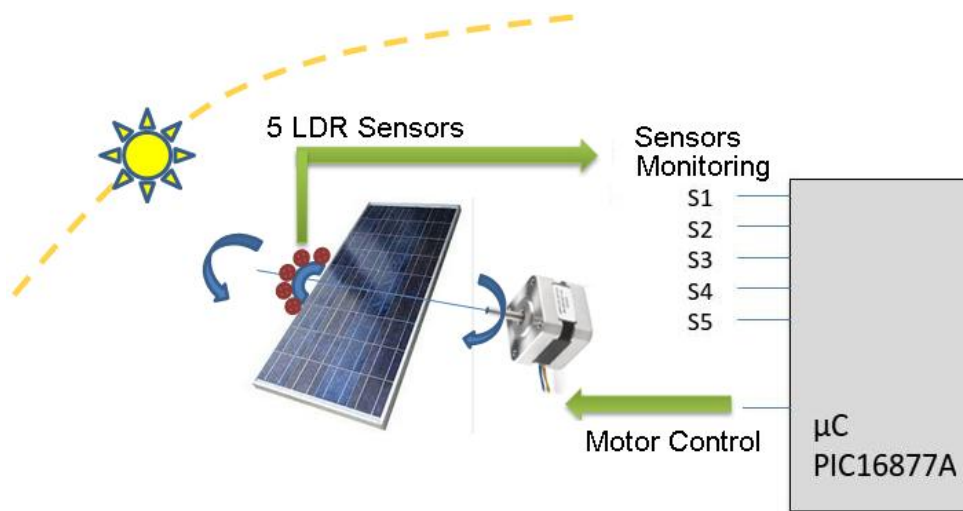 5 LDR Sensors
Sensors
Monitoring
S1
S2
S3
S4
S5
Motor Control
µC
PIC16877A